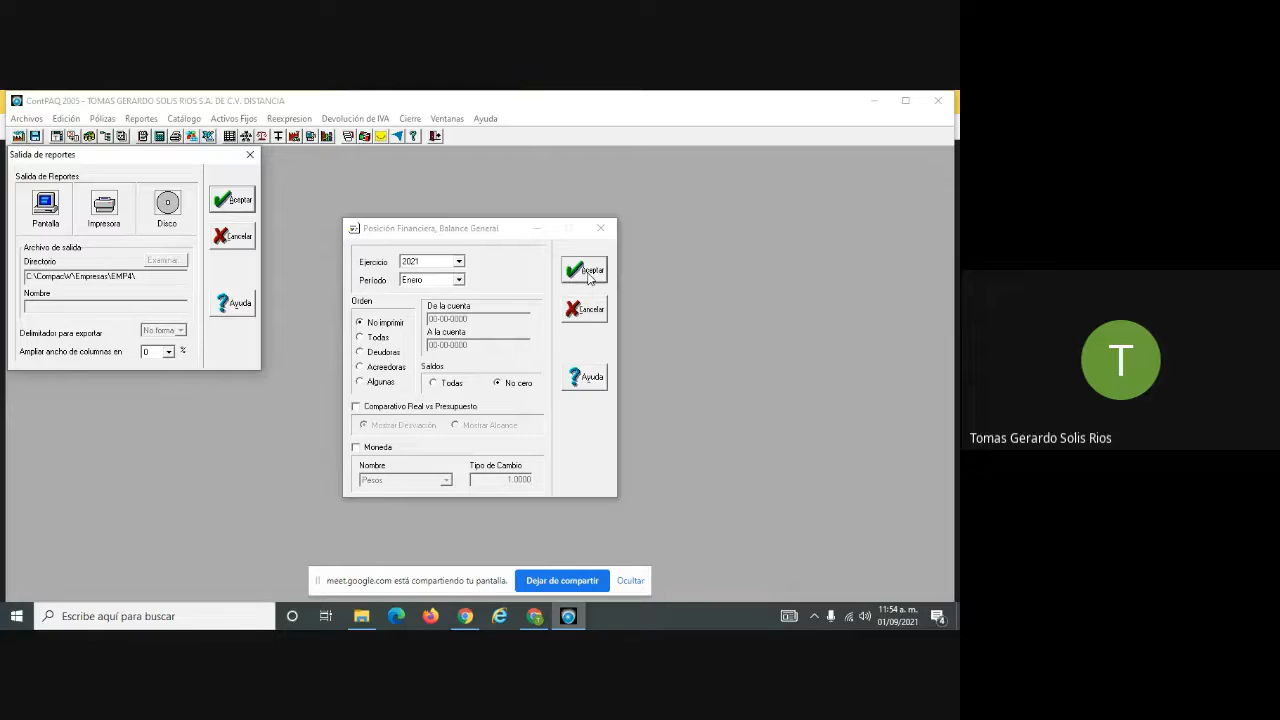 ContPAQ 2005 - TOMAS GERARDO SOLIS RIOS S.A. DE C.V. DISTANCIA
Archivos Edición Pólizas Reportes Catálogo Activos Fijos Reexpresion Devolución de IVA Cierre Ventanas Ayuda
Salida de reportes
Salida de Reportes
Pantalla
Impresora
Disco
Aceptar
Cancelar
Ayuda
Archivo de salida
Directorio
Examinar...
C:\CompacW\Empresas\EMP4\
Nombre
Delimitador para exportar
No forma
Ampliar ancho de columnas en 0 %
Posición Financiera, Balance General
Ejercicio 2021
Período Enero
Orden
No imprimir
Todas
Deudoras
Acreedoras
Algunas
De la cuenta
00-00-0000
A la cuenta
00-00-0000
Saldos
Todas No cero
Comparativo Real vs Presupuesto
Mostrar Desviación Mostrar Alcance
Moneda
Nombre Tipo de Cambio
Pesos 1.0000
Aceptar
Cancelar
Ayuda
meet.google.com está compartiendo tu pantalla. Dejar de compartir Ocultar
Escribe aquí para buscar
11:54 a. m.
01/09/2021
4
T
Tomas Gerardo Solis Rios